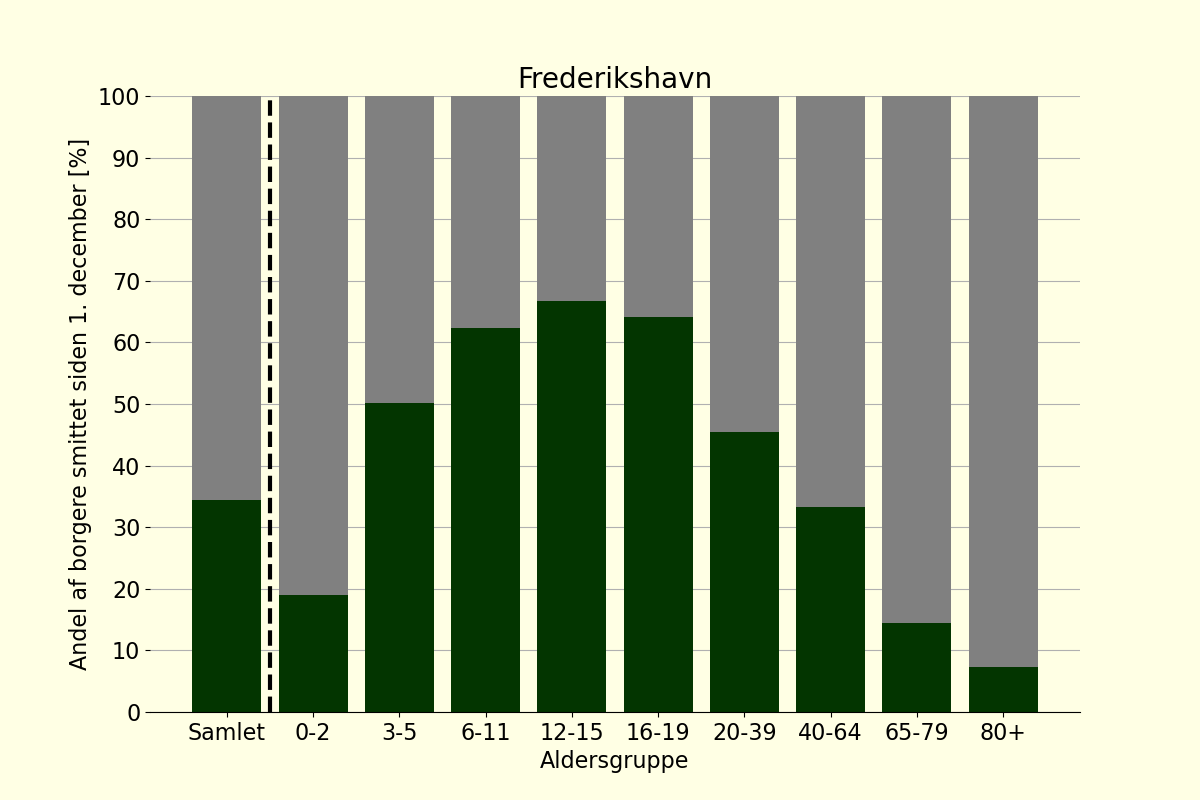 Frederikshavn
Andel af borgere smittet siden 1. december [%]
100
90
80
70
60
50
40
30
20
10
0
Samlet 0-2 3-5 6-11 12-15 16-19 20-39 40-64 65-79 80+
Aldersgruppe